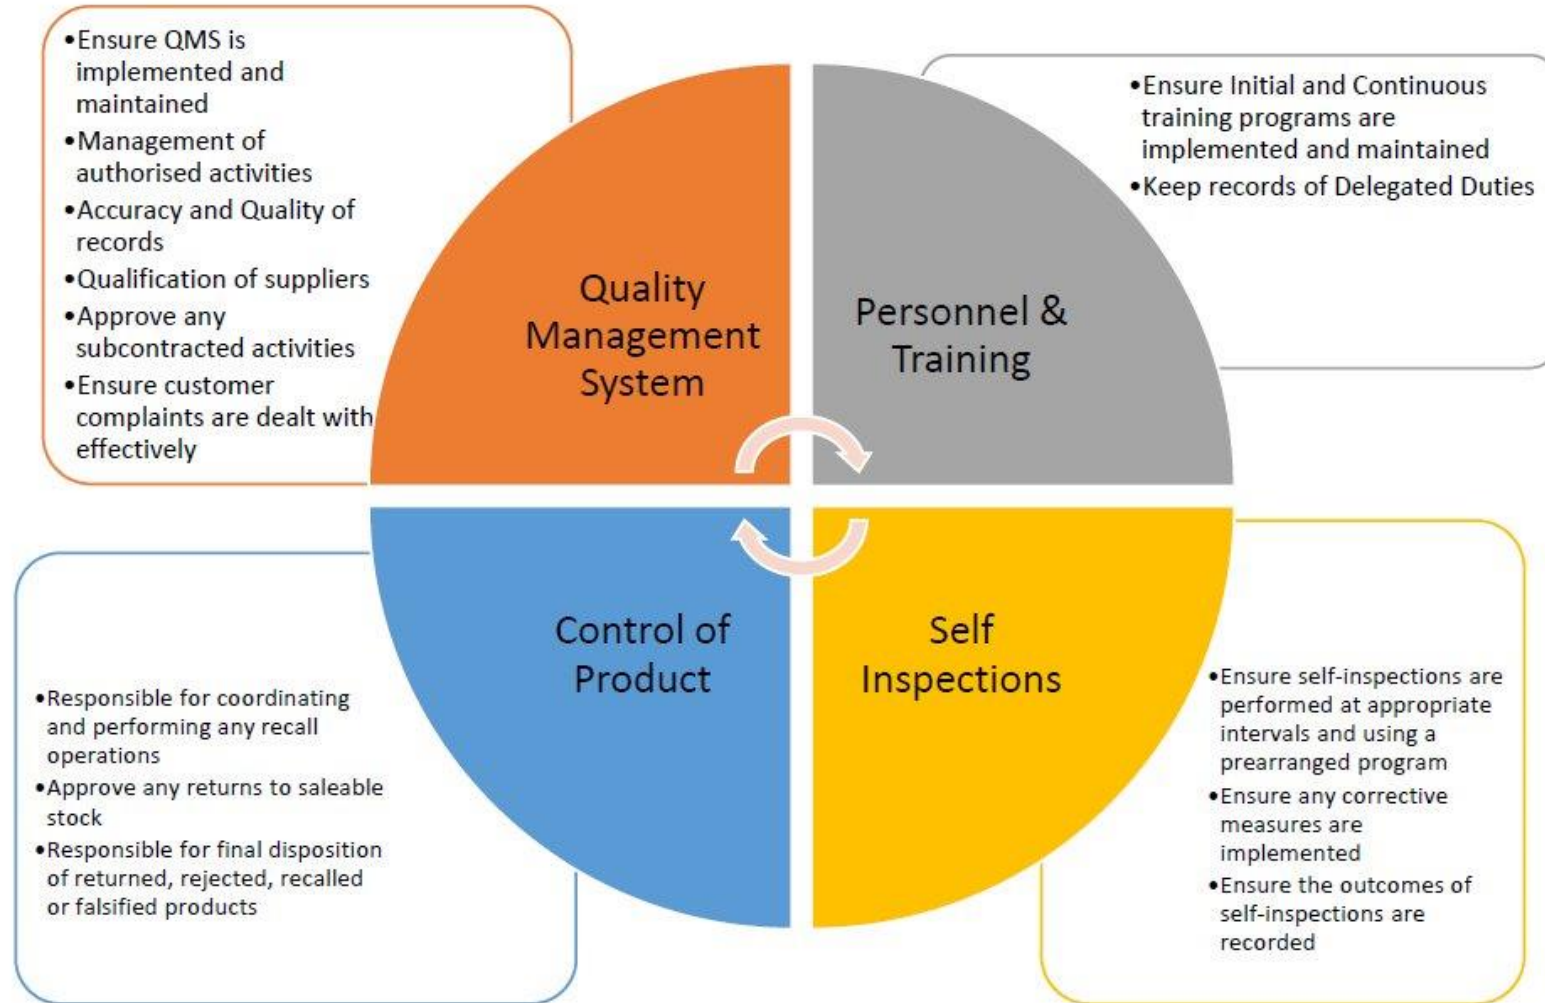 •Ensure QMS is
implemented and
maintained
•Management of
authorised activities
•Accuracy and Quality of
records
•Qualification of suppliers
•Approve any
subcontracted activities
•Ensure customer
complaints are dealt with
effectively
Quality
Management
System
Personnel &
Training
•Ensure Initial and Continuous
training programs are
implemented and maintained
•Keep records of Delegated Duties
•Responsible for coordinating
and performing any recall
operations
•Approve any returns to saleable
stock
•Responsible for final disposition
of returned, rejected, recalled
or falsified products
Control of
Product
Self
Inspections
•Ensure self-inspections are
performed at appropriate
intervals and using a
prearranged program
•Ensure any corrective
measures are
implemented
•Ensure the outcomes of
self-inspections are
recorded